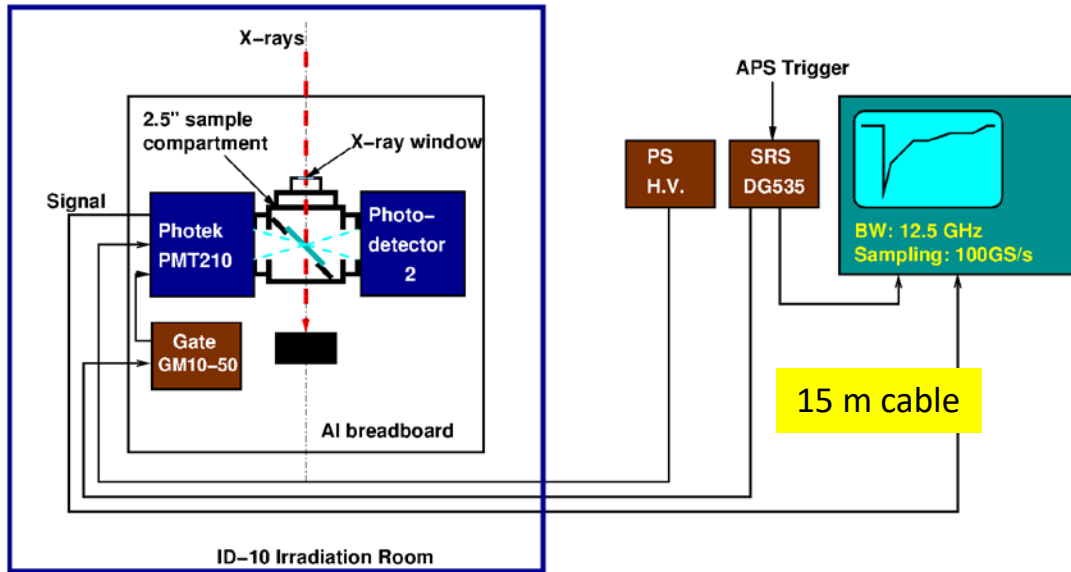 X-rays
2.5" sample
compartment
X-ray window
Signal
Photek
PMT210
Photo-
detector
2
Gate
GM10-50
Al breadboard
ID-10 Irradiation Room
APS Trigger
PS
H.V.
SRS
DG535
BW: 12.5 GHz
Sampling: 100GS/s
15 m cable